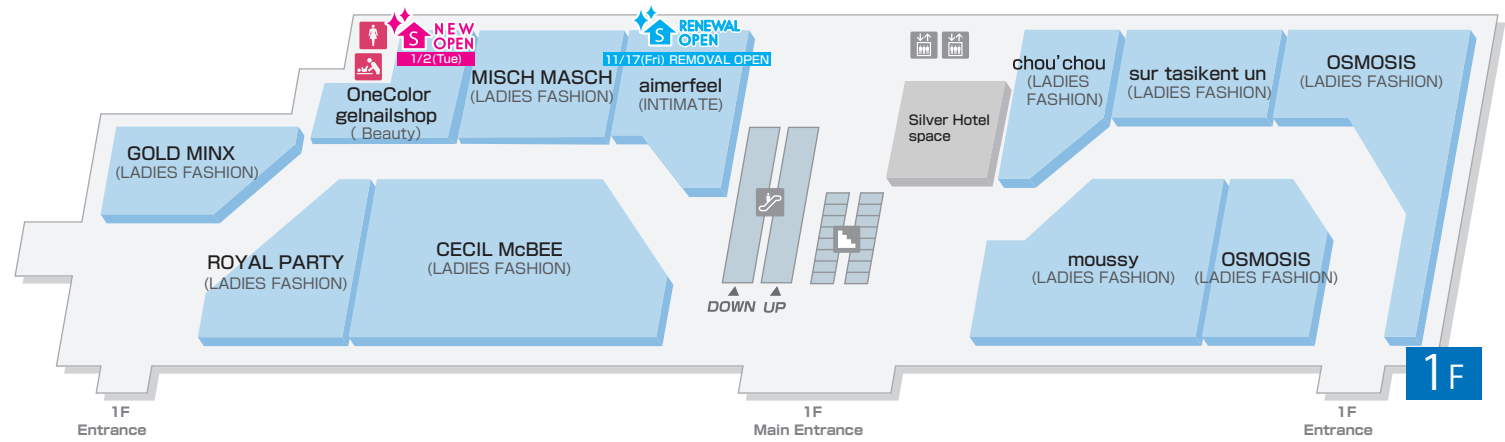 S
NEW
OPEN
1/2(Tue)
S
RENEWAL
OPEN
11/17(Fri) REMOVAL OPEN
OneColor
gelnailshop
( Beauty)
MISCH MASCH
(LADIES FASHION)
aimerfeel
(INTIMATE)
chou'chou
(LADIES
FASHION)
sur tasikent un
(LADIES FASHION)
OSMOSIS
(LADIES FASHION)
Silver Hotel
space
GOLD MINX
(LADIES FASHION)
ROYAL PARTY
(LADIES FASHION)
CECIL McBEE
(LADIES FASHION)
moussy
(LADIES FASHION)
OSMOSIS
(LADIES FASHION)
DOWN UP
1F
1F
Entrance
1F
Main Entrance
1F
Entrance